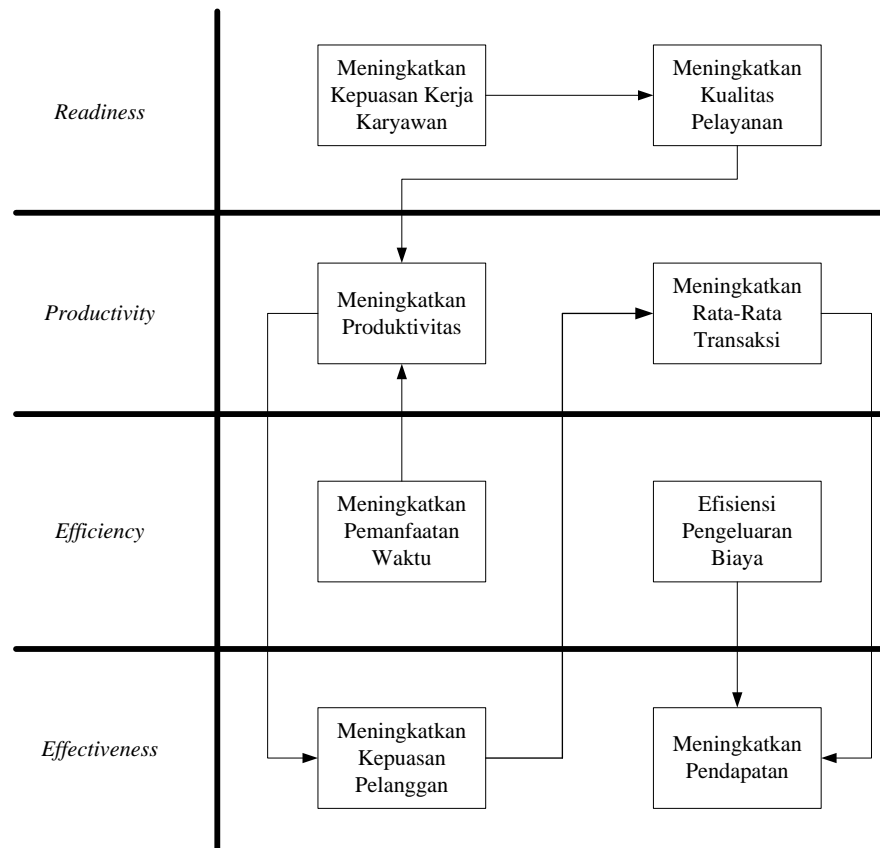 Readiness
Meningkatkan
Kepuasan Kerja
Karyawan
Meningkatkan
Kualitas
Pelayanan
Productivity
Meningkatkan
Produktivitas
Meningkatkan
Rata-Rata
Transaksi
Efficiency
Meningkatkan
Pemanfaatan
Waktu
Efisiensi
Pengeluaran
Biaya
Effectiveness
Meningkatkan
Kepuasan
Pelanggan
Meningkatkan
Pendapatan